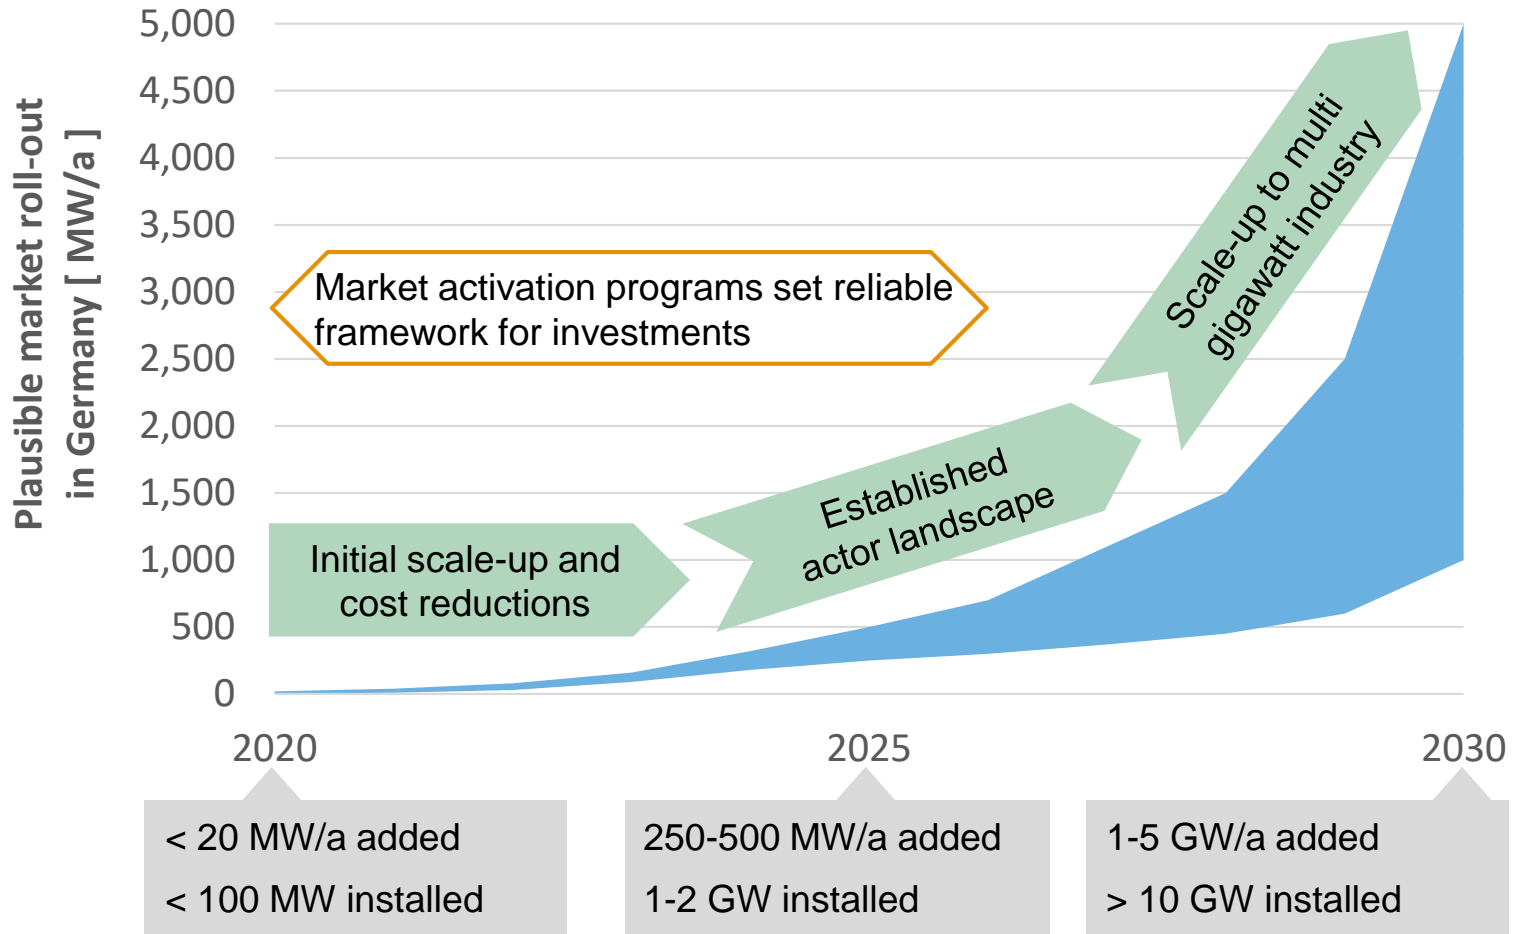 Plausible market roll-out
in Germany [ MW/a ]
5,000
4,500
4,000
3,500
3,000
2,500
2,000
1,500
1,000
500
0
Market activation programs set reliable
framework for investments
Initial scale-up and
cost reductions
Established
actor landscape
Scale-up to multi
gigawatt industry
2020
2025
2030
< 20 MW/a added
< 100 MW installed
250-500 MW/a added
1-2 GW installed
1-5 GW/a added
> 10 GW installed